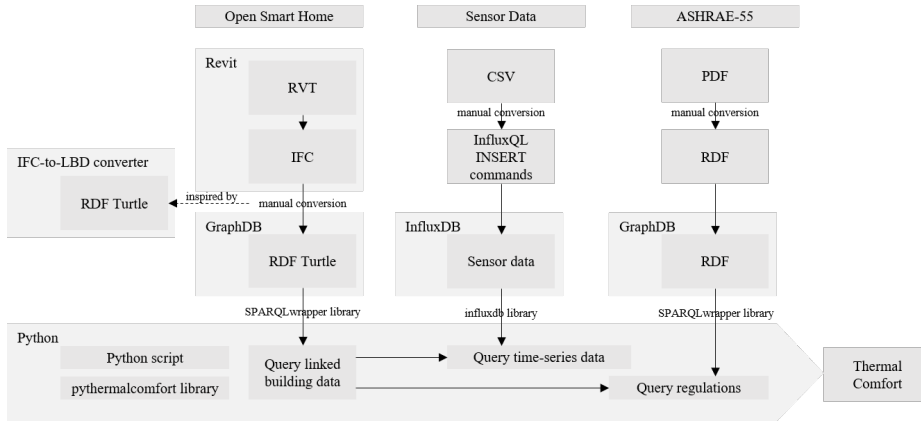 Open Smart Home
Sensor Data
ASHRAE-55
Revit
RVT
CSV
PDF
manual conversion
manual conversion
IFC
InfluxQL
INSERT
commands
RDF
IFC-to-LBD converter
RDF Turtle
inspired by
manual conversion
GraphDB
RDF Turtle
InfluxDB
Sensor data
GraphDB
RDF
SPARQLwrapper library
influxdb library
SPARQLwrapper library
Python
Python script
pythermalcomfort library
Query linked
building data
Query time-series data
Query regulations
Thermal
Comfort